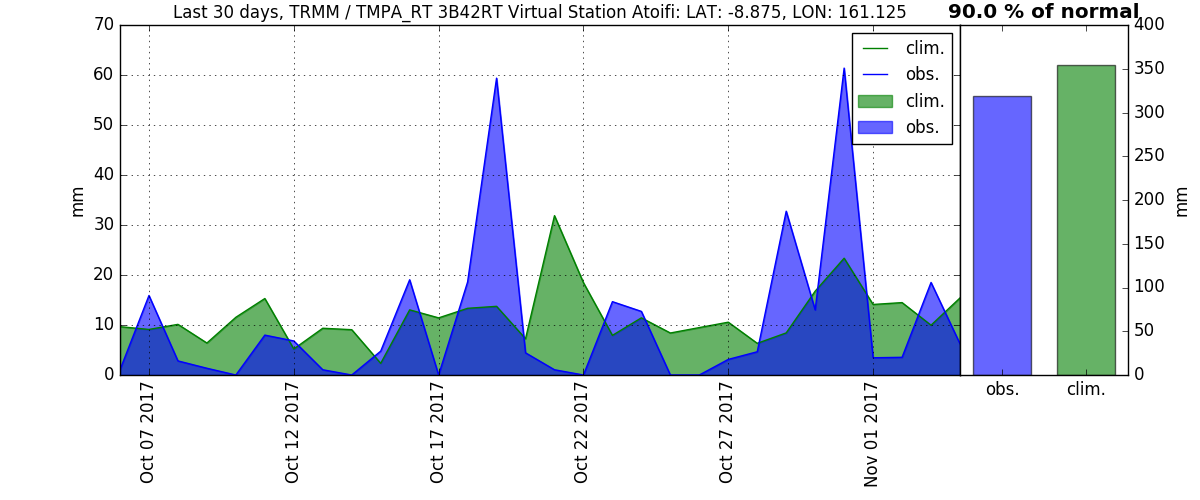 Last 30 days, TRMM / TMPA_RT 3B42RT Virtual Station Atoifi: LAT: -8.875, LON: 161.125
90.0 % of normal
70
60
50
40
30
20
10
0
mm
clim.
obs.
clim.
obs.
400
350
300
250
200
150
100
50
0
mm
Oct 07 2017
Oct 12 2017
Oct 17 2017
Oct 22 2017
Oct 27 2017
Nov 01 2017
obs.
clim.